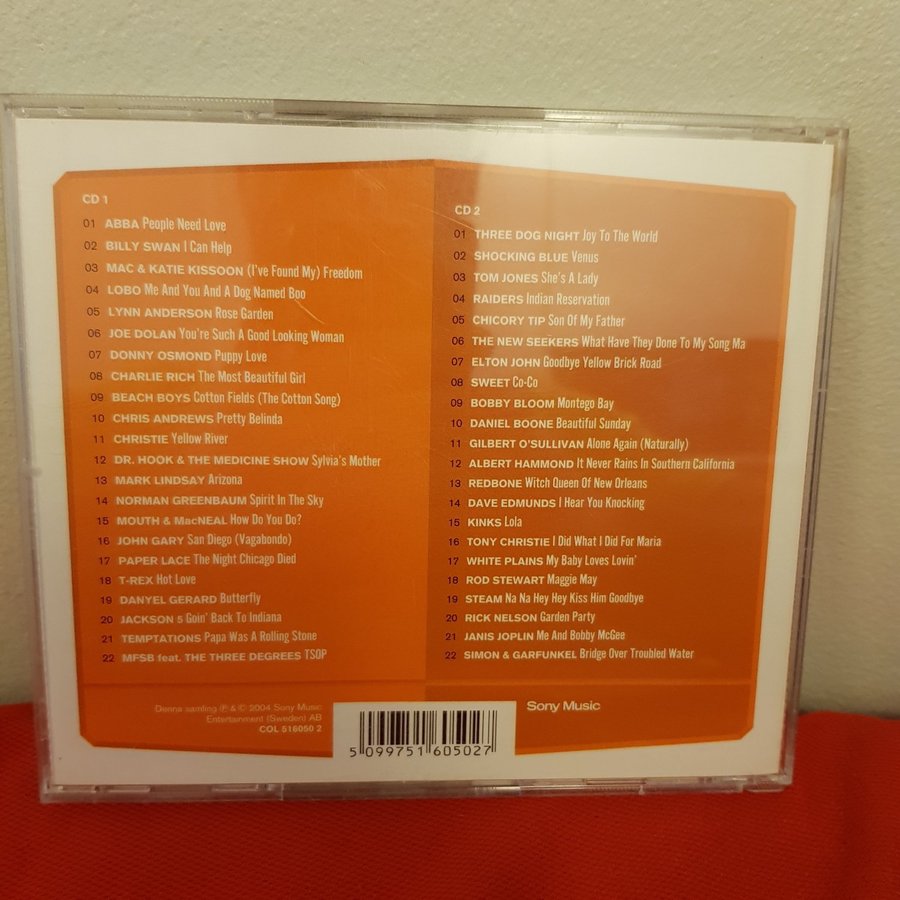 CD 1
01 ABBA People Need Love
02 BILLY SWAN I Can Help
03 MAC & KATIE KISSOON (I've Found My) Freedom
04 LOBO Me And You And A Dog Named Boo
05 LYNN ANDERSON Rose Garden
06 JOE DOLAN You're Such A Good Looking Woman
07 DONNY OSMOND Puppy Love
08 CHARLIE RICH The Most Beautiful Girl
09 BEACH BOYS Cotton Fields (The Cotton Song)
10 CHRIS ANDREWS Pretty Belinda
11 CHRISTIE Yellow River
12 DR. HOOK & THE MEDICINE SHOW Sylvia's Mother
13 MARK LINDSAY Arizona
14 NORMAN GREENBAUM Spirit In The Sky
15 MOUTH & MacNEAL How Do You Do?
16 JOHN GARY San Diego (Vagabondo)
17 PAPER LACE The Night Chicago Died
18 T-REX Hot Love
19 DANYEL GERARD Butterfly
20 JACKSON 5 Goin' Back To Indiana
21 TEMPTATIONS Papa Was A Rolling Stone
22 MFSB feat. THE THREE DEGREES TSOP
CD 2
01 THREE DOG NIGHT Joy To The World
02 SHOCKING BLUE Venus
03 TOM JONES She's A Lady
04 RAIDERS Indian Reservation
05 CHICORY TIP Son Of My Father
06 THE NEW SEEKERS What Have They Done To My Song Ma
07 ELTON JOHN Goodbye Yellow Brick Road
08 SWEET Co-Co
09 BOBBY BLOOM Montego Bay
10 DANIEL BOONE Beautiful Sunday
11 GILBERT O'SULLIVAN Alone Again (Naturally)
12 ALBERT HAMMOND It Never Rains In Southern California
13 REDBONE Witch Queen Of New Orleans
14 DAVE EDMUNDS I Hear You Knocking
15 KINKS Lola
16 TONY CHRISTIE I Did What I Did For Maria
17 WHITE PLAINS My Baby Loves Lovin'
18 ROD STEWART Maggie May
19 STEAM Na Na Hey Hey Kiss Him Goodbye
20 RICK NELSON Garden Party
21 JANIS JOPLIN Me And Bobby McGee
22 SIMON & GARFUNKEL Bridge Over Troubled Water
Denna samling ℗ & © 2004 Sony Music
Entertainment (Sweden) AB
COL 516050 2
5 099751 605027
Sony Music